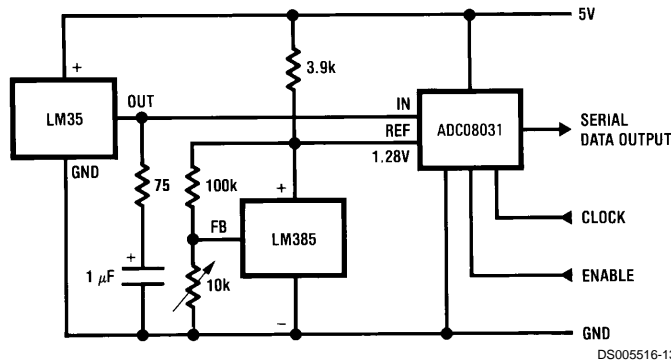 5V
+
3.9k
LM35
OUT
IN
ADC08031
SERIAL
DATA OUTPUT
REF
1.28V
GND
75
100k
+
LM385
FB
CLOCK
+
1 µF
10k
ENABLE
−
GND
DS005516-13